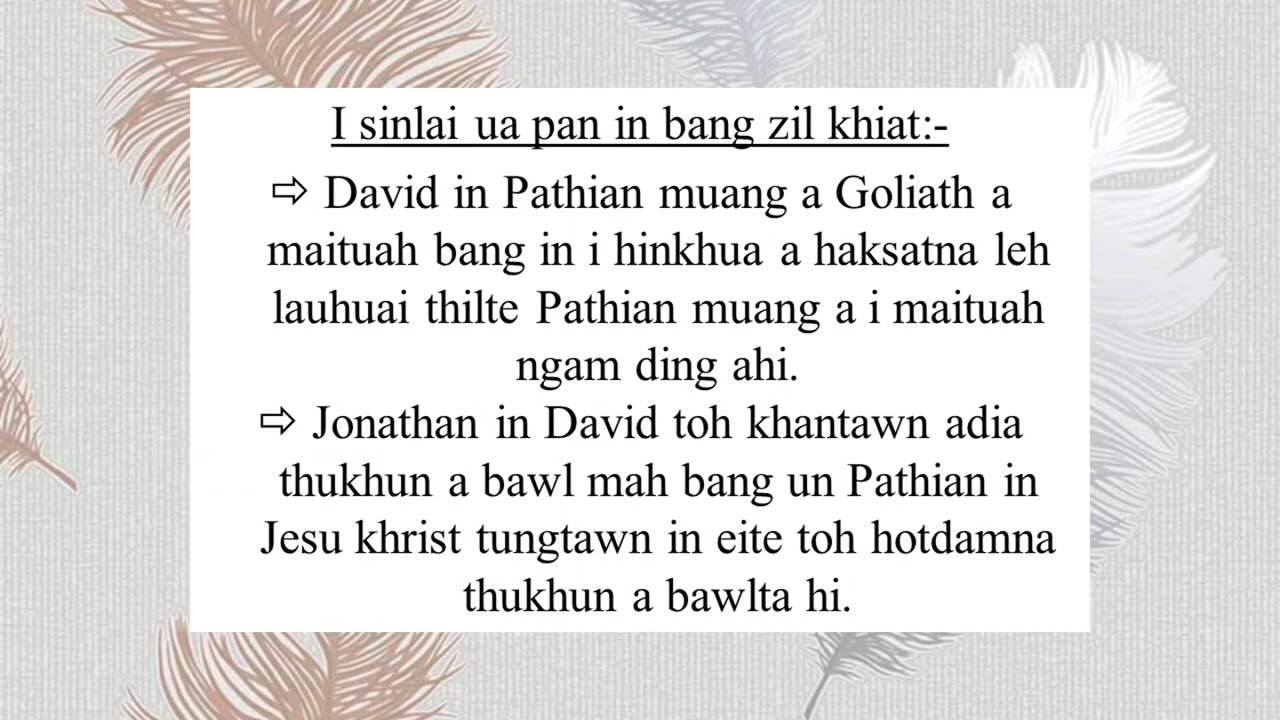 I sinlai ua pan in bang zil khiat:-
⇨ David in Pathian muang a Goliath a
maituah bang in i hinkhua a haksatna leh
lauhuai thilte Pathian muang a i maituah
ngam ding ahi.
⇨ Jonathan in David toh khantawn adia
thukhun a bawl mah bang un Pathian in
Jesu khrist tungtawn in eite toh hotdamna
thukhun a bawlta hi.